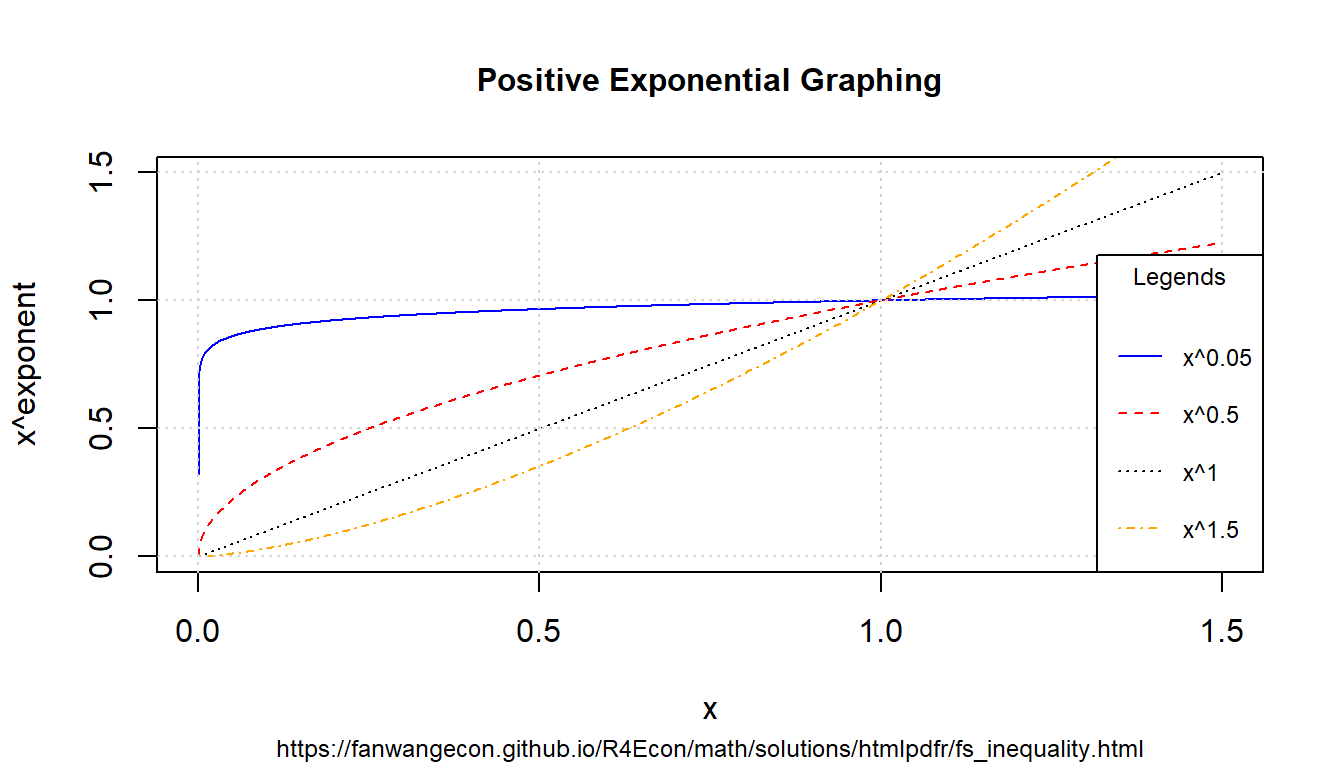 Positive Exponential Graphing
x^exponent
1.5
1.0
0.5
0.0
Legends
x^0.05
x^0.5
x^1
x^1.5
0.0 0.5 1.0 1.5
x
https://fanwangecon.github.io/R4Econ/math/solutions/htmlpdfr/fs_inequality.html